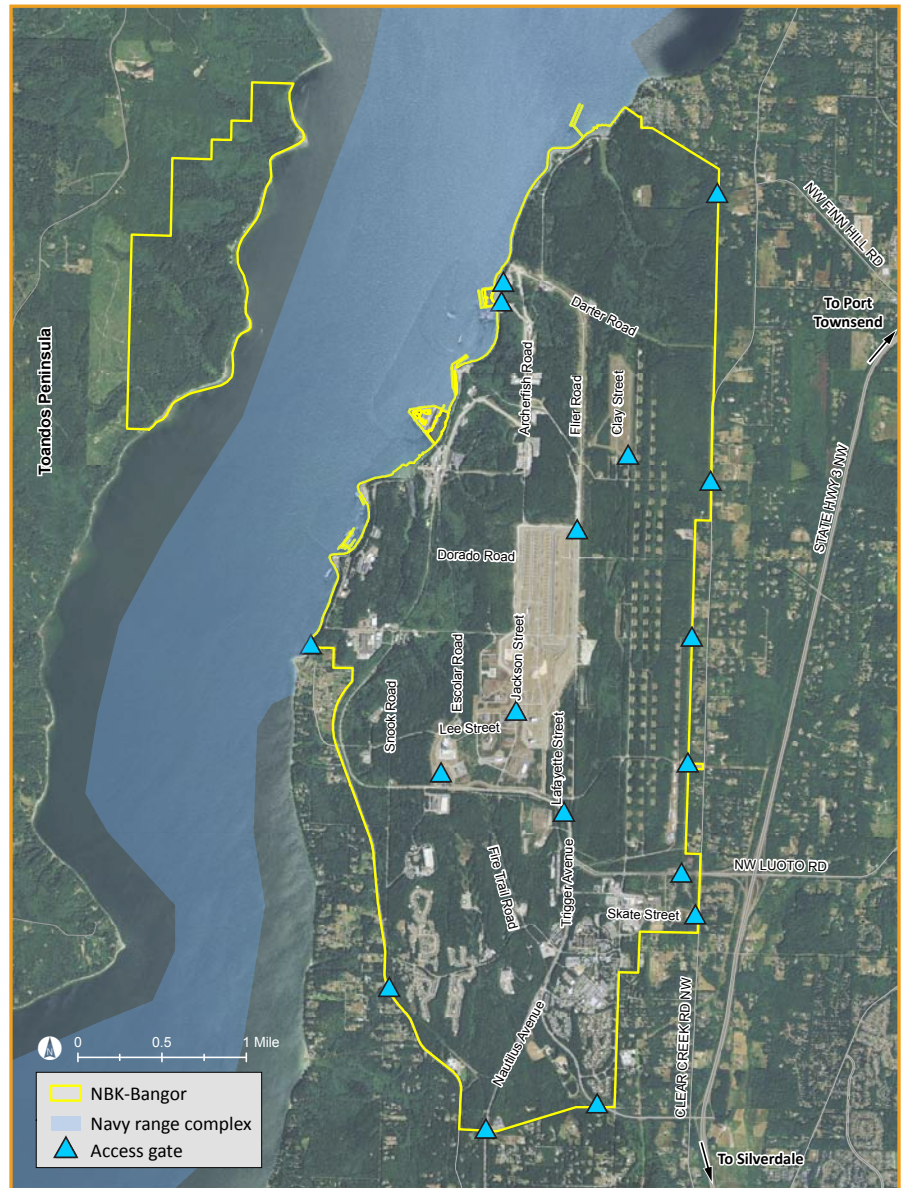 NW FINN HILL RD
To Port
Townsend
Darter Road
Archerfish Road
Flier Road
Clay Street
Toandos Peninsula
STATE HWY 3 NW
Dorado Road
Jackson Street
Escolar Road
Snook Road
Lee Street
Lafayette Street
NW LUOTO RD
Fire Trail Road
Trigger Avenue
Skate Street
Nautilus Avenue
CLEAR CREEK RD NW
N
0 0.5 1 Mile
NBK-Bangor
Navy range complex
Access gate
To Silverdale